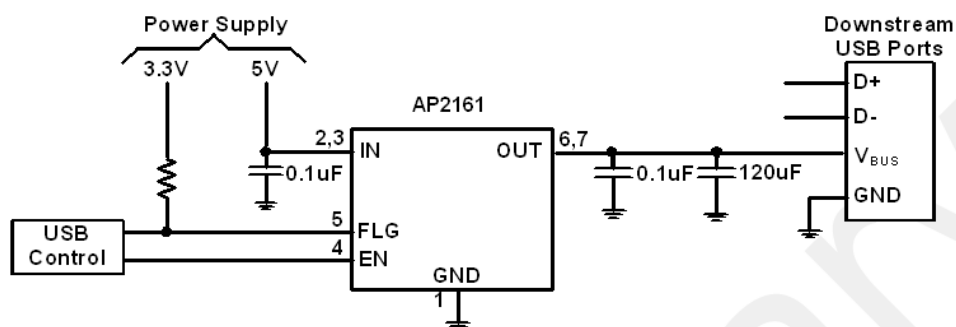 Power Supply
3.3V 5V
Downstream
USB Ports
AP2161
D+
D-
2,3 IN OUT 6,7
0.1uF 0.1uF 120uF
VBUS
GND
5 FLG
4 EN
USB
Control
GND
1